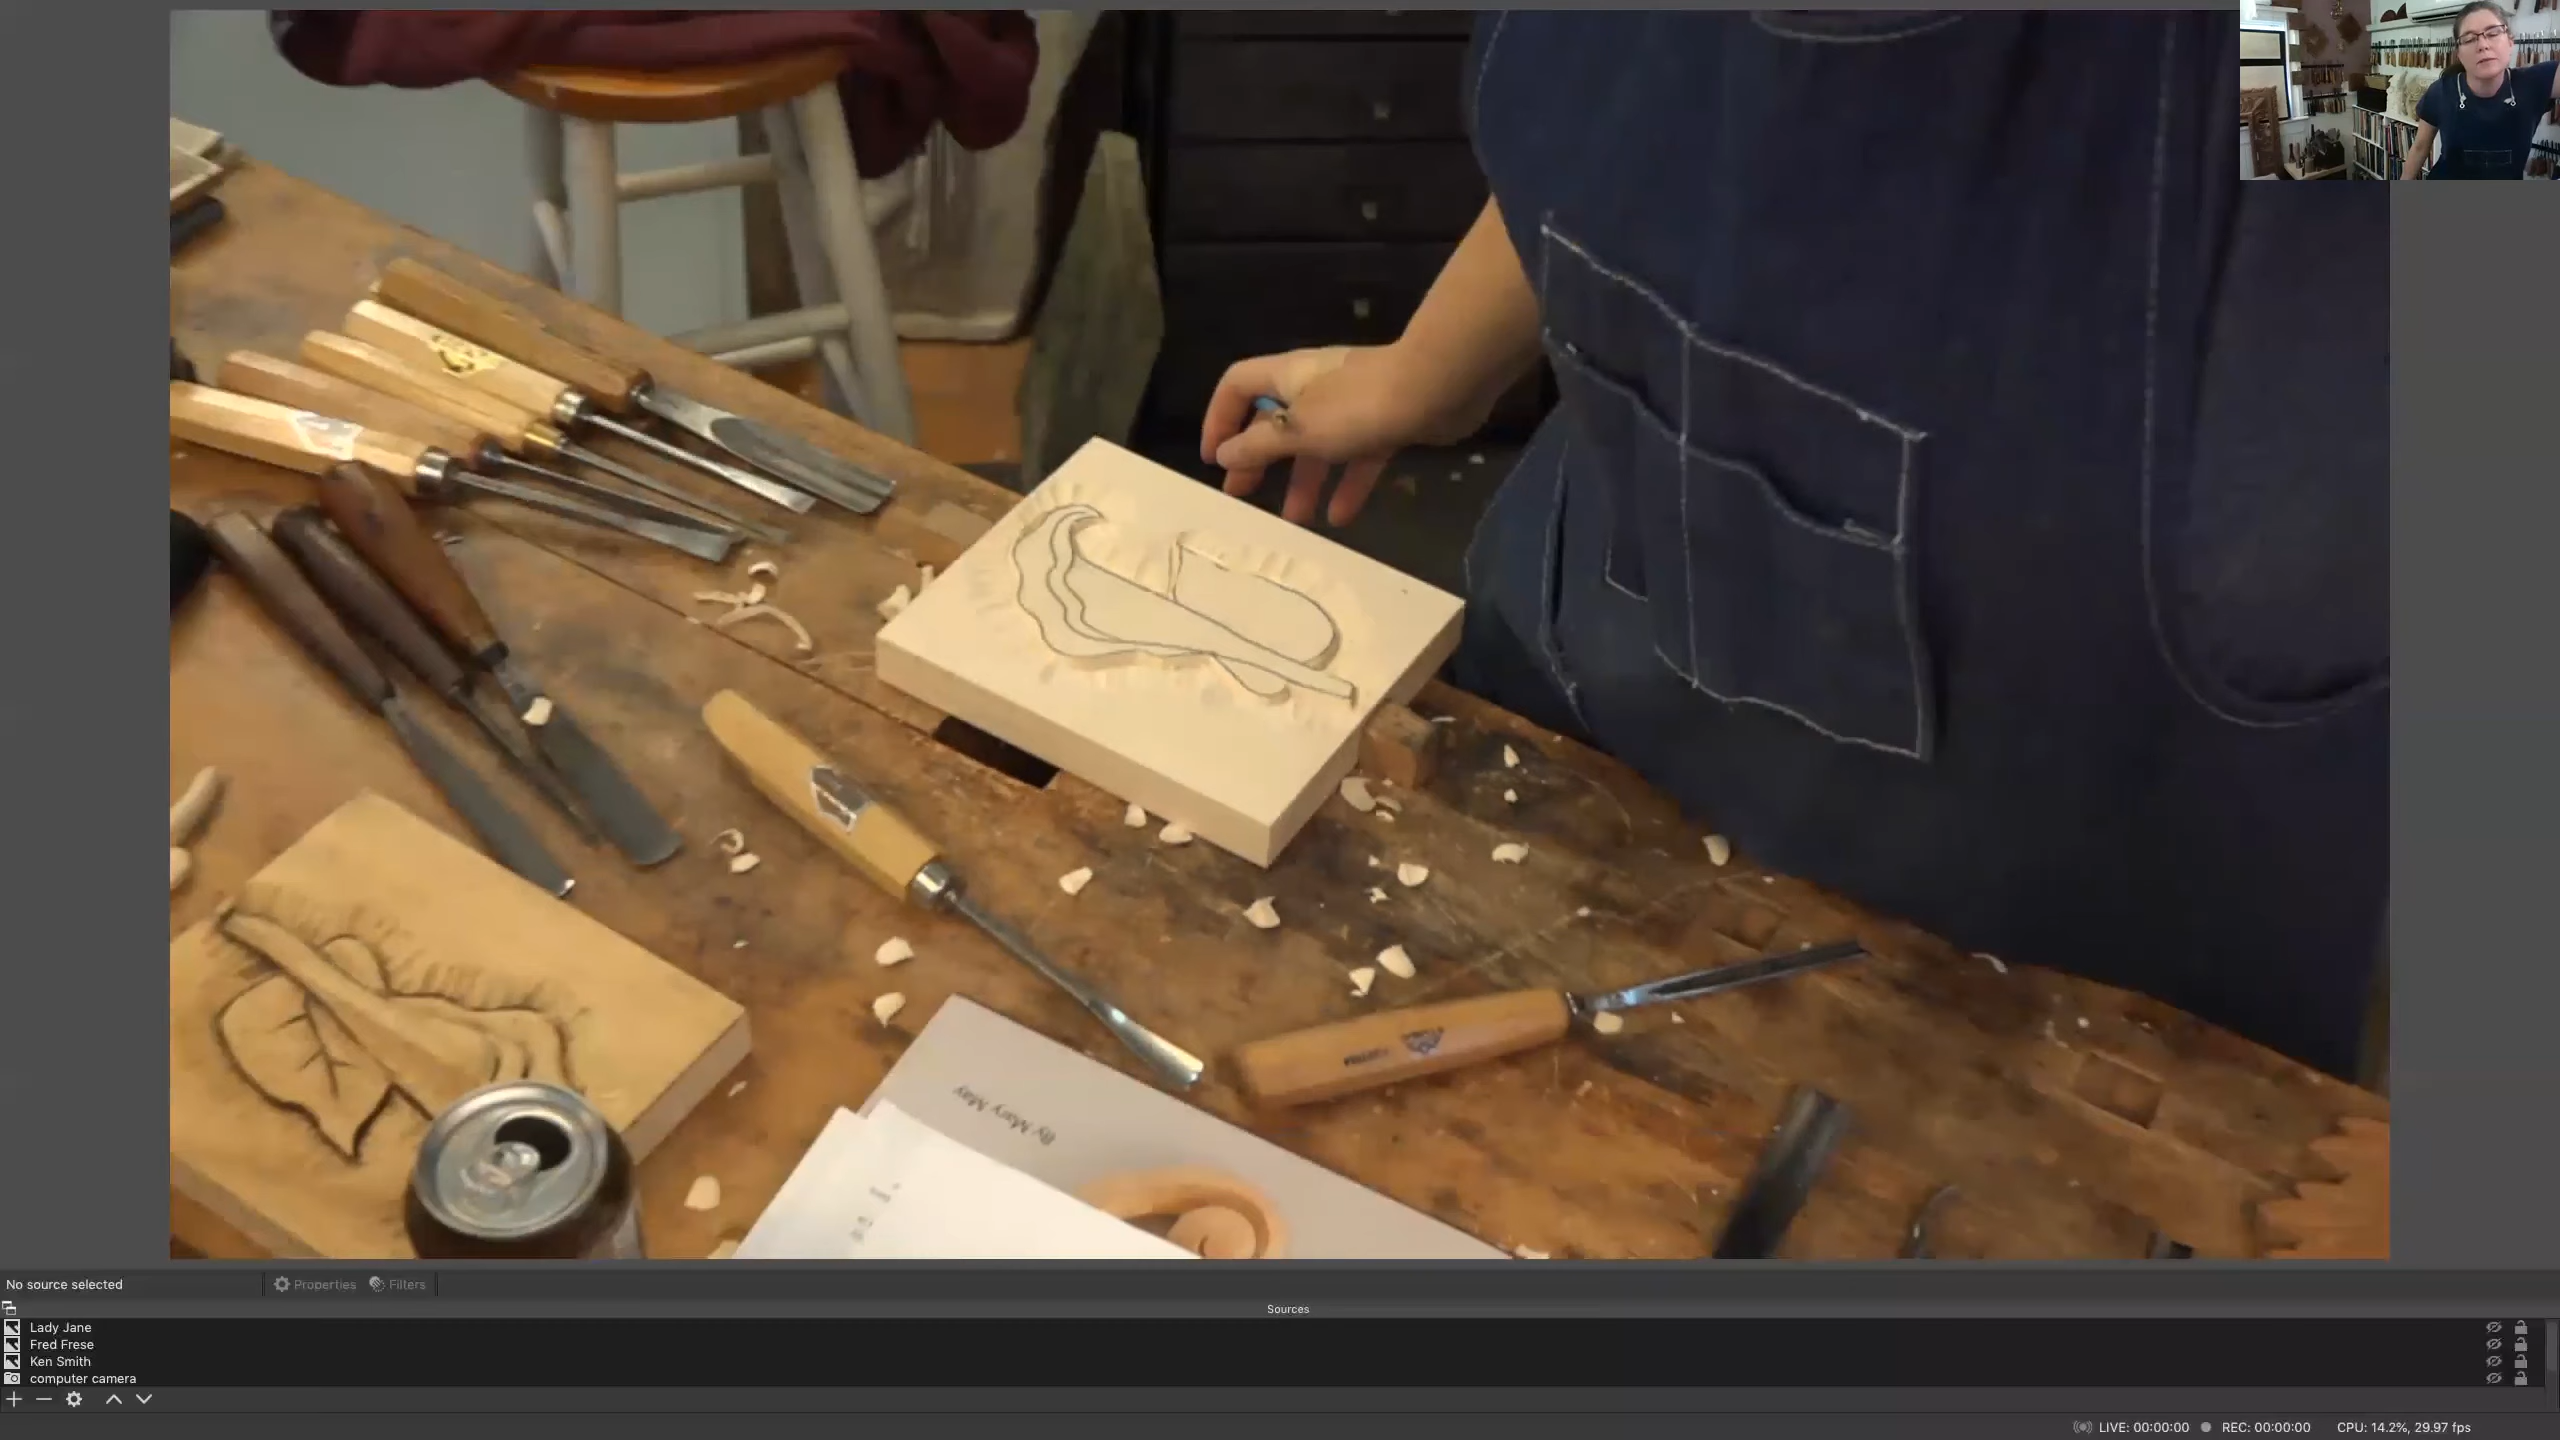 By Mary May
No source selected
Properties
Filters
Sources
Lady Jane
Fred Frese
Ken Smith
computer camera
LIVE: 00:00:00
REC: 00:00:00
CPU: 14.2%, 29.97 fps